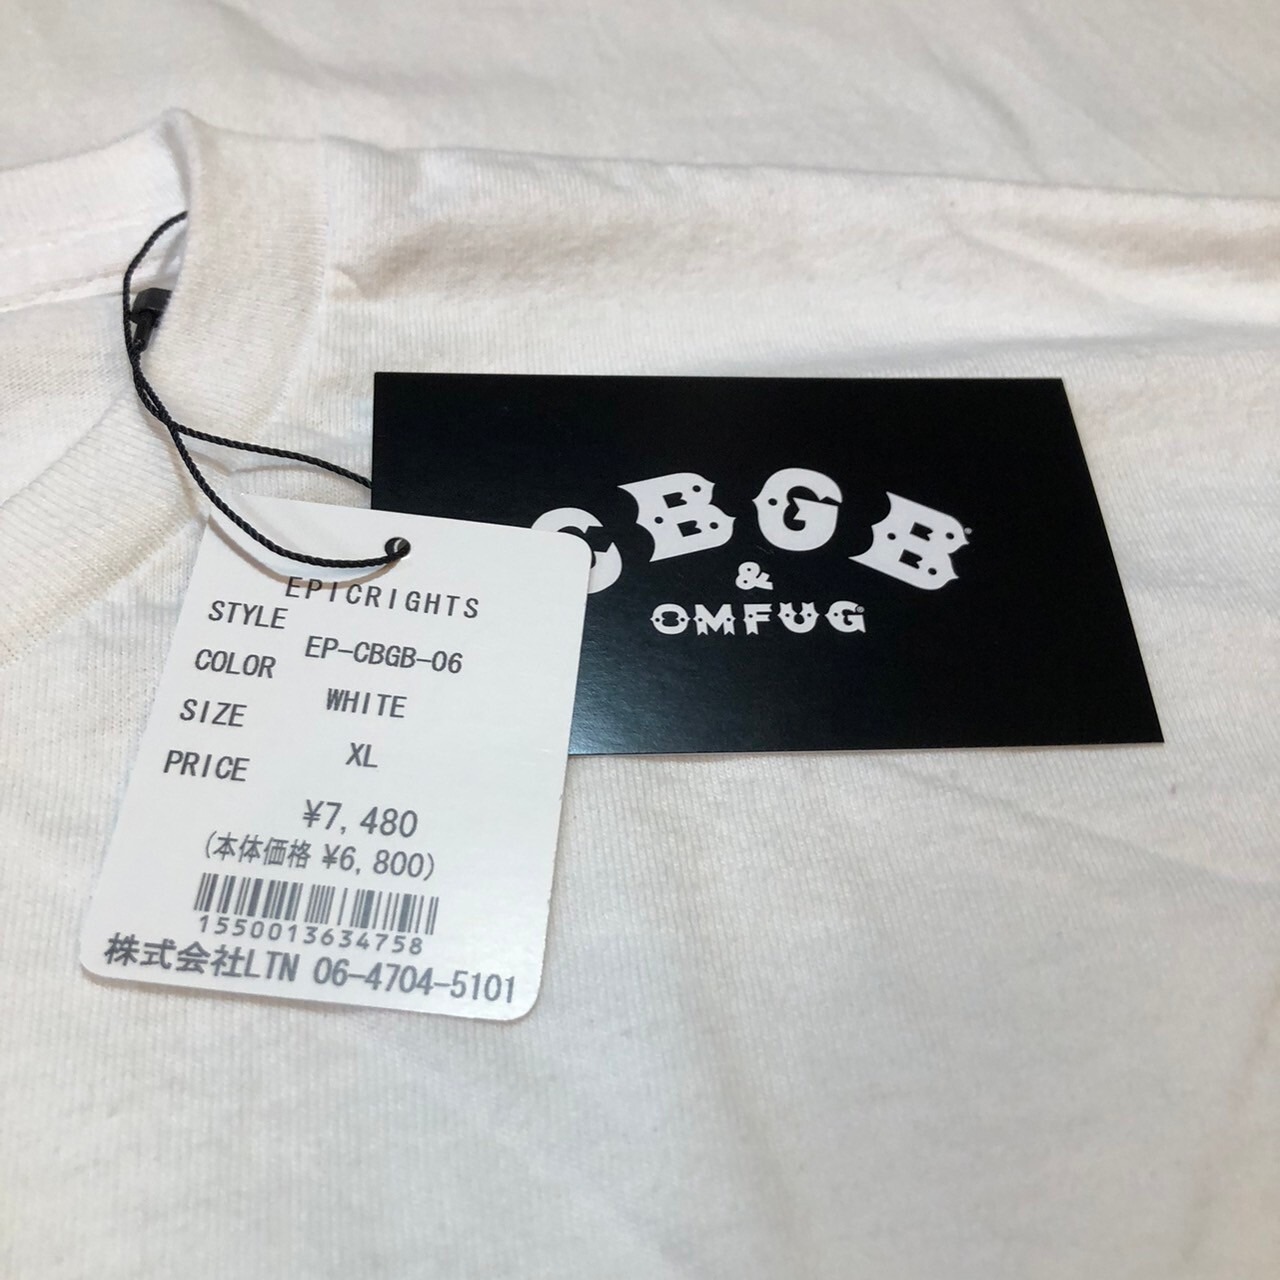 EPICRIGHTS
STYLE EP-CBGB-06
COLOR WHITE
SIZE XL
PRICE ¥7,480
(本体価格 ¥6,800)
1550013634758
株式会社LTN 06-4704-5101
CBGB
&
OMFUG